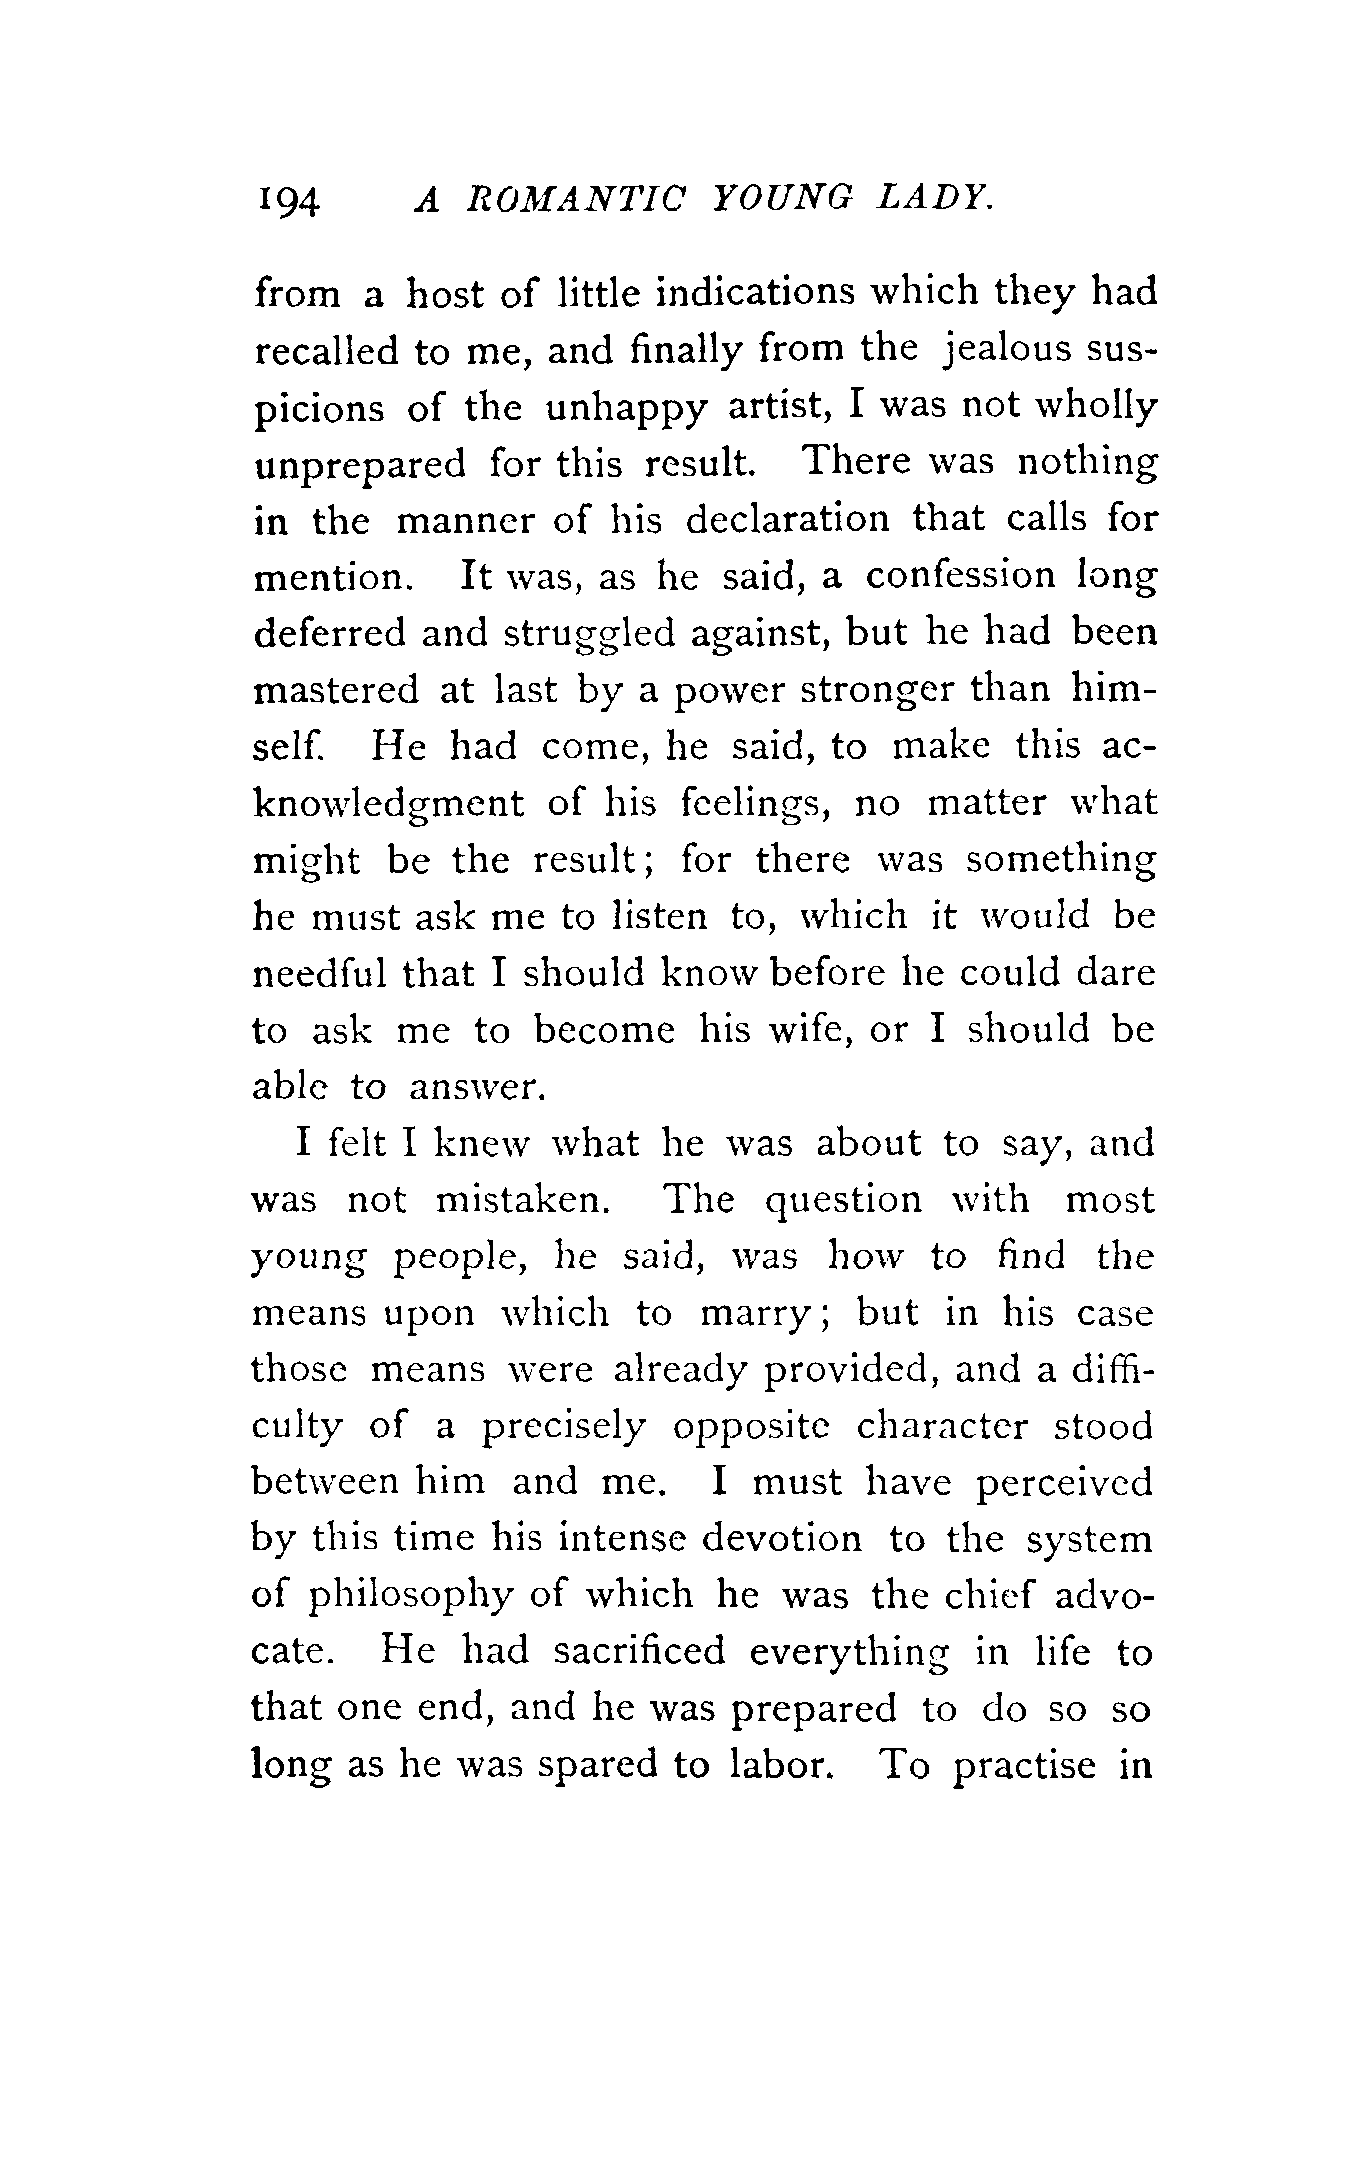 194 A ROMANTIC YOUNG LADY.
from a host of little indications which they had
recalled to me, and finally from the jealous sus-
picions of the unhappy artist, I was not wholly
unprepared for this result. There was nothing
in the manner of his declaration that calls for
mention. It was, as he said, a confession long
deferred and struggled against, but he had been
mastered at last by a power stronger than him-
self. He had come, he said, to make this ac-
knowledgment of his feelings, no matter what
might be the result; for there was something
he must ask me to listen to, which it would be
needful that I should know before he could dare
to ask me to become his wife, or I should be
able to answer.
I felt I knew what he was about to say, and
was not mistaken. The question with most
young people, he said, was how to find the
means upon which to marry; but in his case
those means were already provided, and a diffi-
culty of a precisely opposite character stood
between him and me. I must have perceived
by this time his intense devotion to the system
of philosophy of which he was the chief advo-
cate. He had sacrificed everything in life to
that one end, and he was prepared to do so so
long as he was spared to labor. To practise in